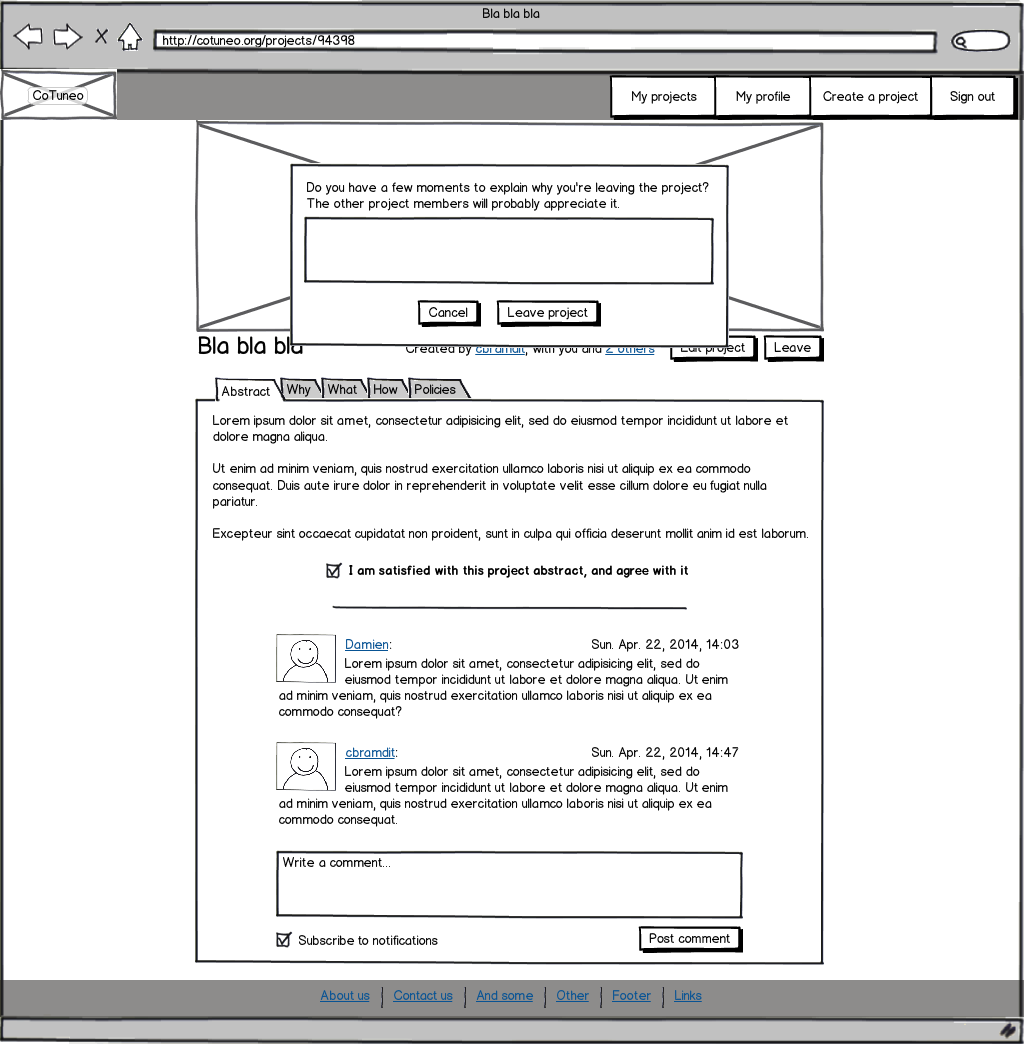 Bla bla bla
http://cotuneo.org/projects/94398
CoTuneo
My projects
My profile
Create a project
Sign out
Do you have a few moments to explain why you're leaving the project?
The other project members will probably appreciate it.
Cancel
Leave project
Bla bla bla
Created by cbramdit, with you and 2 others
Edit project
Leave
Abstract
Why
What
How
Policies
Lorem ipsum dolor sit amet, consectetur adipisicing elit, sed do eiusmod tempor incididunt ut labore et
dolore magna aliqua.
Ut enim ad minim veniam, quis nostrud exercitation ullamco laboris nisi ut aliquip ex ea commodo
consequat. Duis aute irure dolor in reprehenderit in voluptate velit esse cillum dolore eu fugiat nulla
pariatur.
Excepteur sint occaecat cupidatat non proident, sunt in culpa qui officia deserunt mollit anim id est laborum.
I am satisfied with this project abstract, and agree with it
Damien:
Sun. Apr. 22, 2014, 14:03
Lorem ipsum dolor sit amet, consectetur adipisicing elit, sed do
eiusmod tempor incididunt ut labore et dolore magna aliqua. Ut enim
ad minim veniam, quis nostrud exercitation ullamco laboris nisi ut aliquip ex ea
commodo consequat?
cbramdit:
Sun. Apr. 22, 2014, 14:47
Lorem ipsum dolor sit amet, consectetur adipisicing elit, sed do
eiusmod tempor incididunt ut labore et dolore magna aliqua. Ut enim
ad minim veniam, quis nostrud exercitation ullamco laboris nisi ut aliquip ex ea
commodo consequat.
Write a comment...
Subscribe to notifications
Post comment
About us
Contact us
And some
Other
Footer
Links